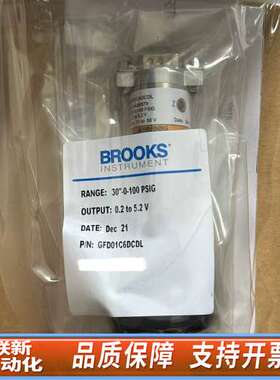 BROOKS
INSTRUMENT
RANGE: 30"-0-100 PSIG
OUTPUT: 0.2 to 5.2 V
DATE: Dec 21
P/N: GFD01C6DCDL
联新
动化
品质保障
支持开票